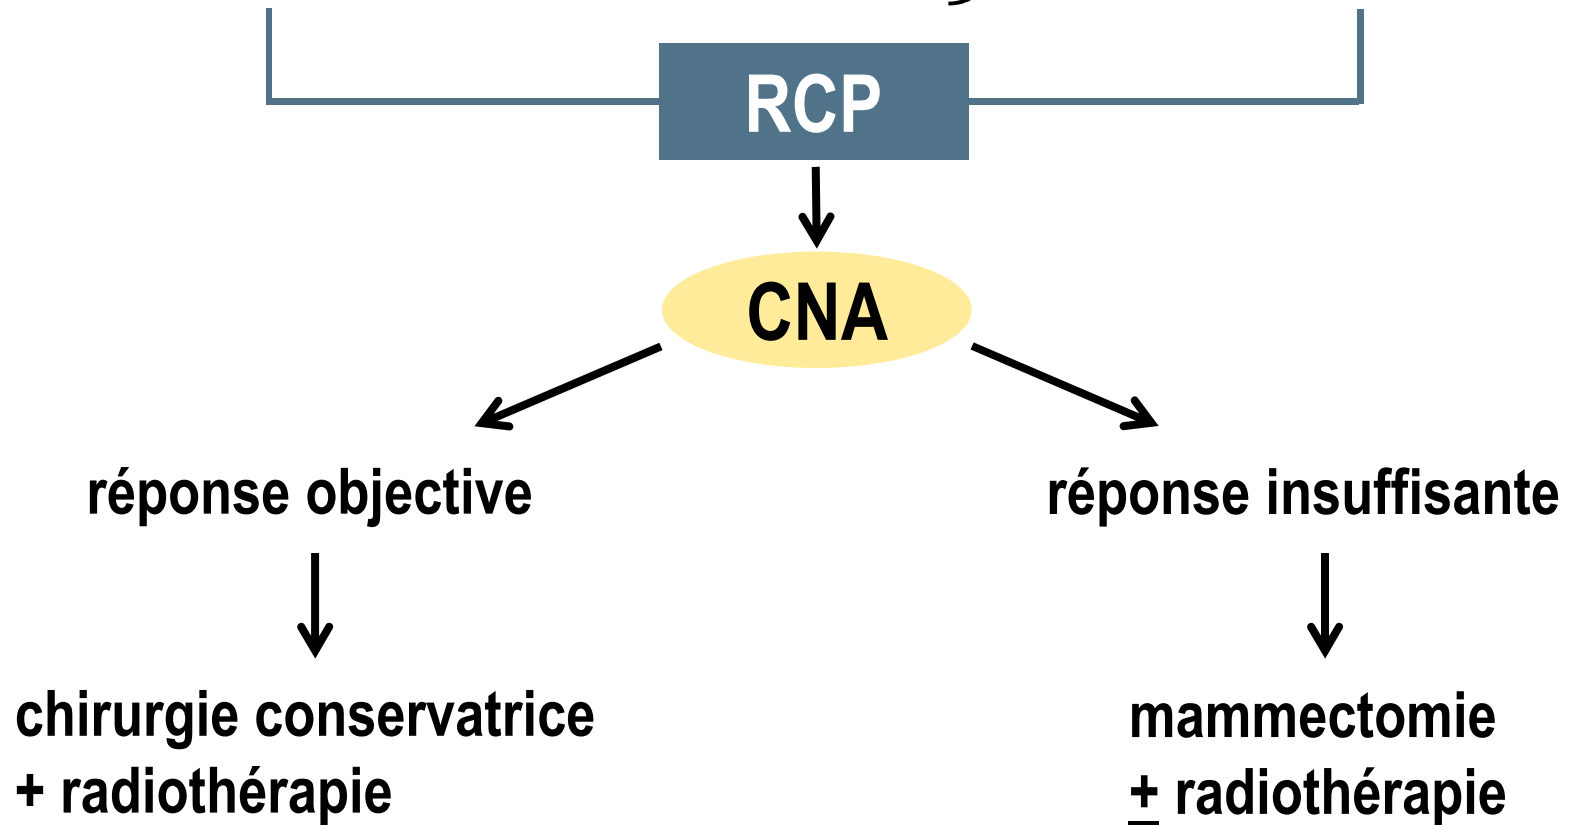 RCP
CNA
réponse objective
réponse insuffisante
chirurgie conservatrice
+ radiothérapie
mammectomie
± radiothérapie